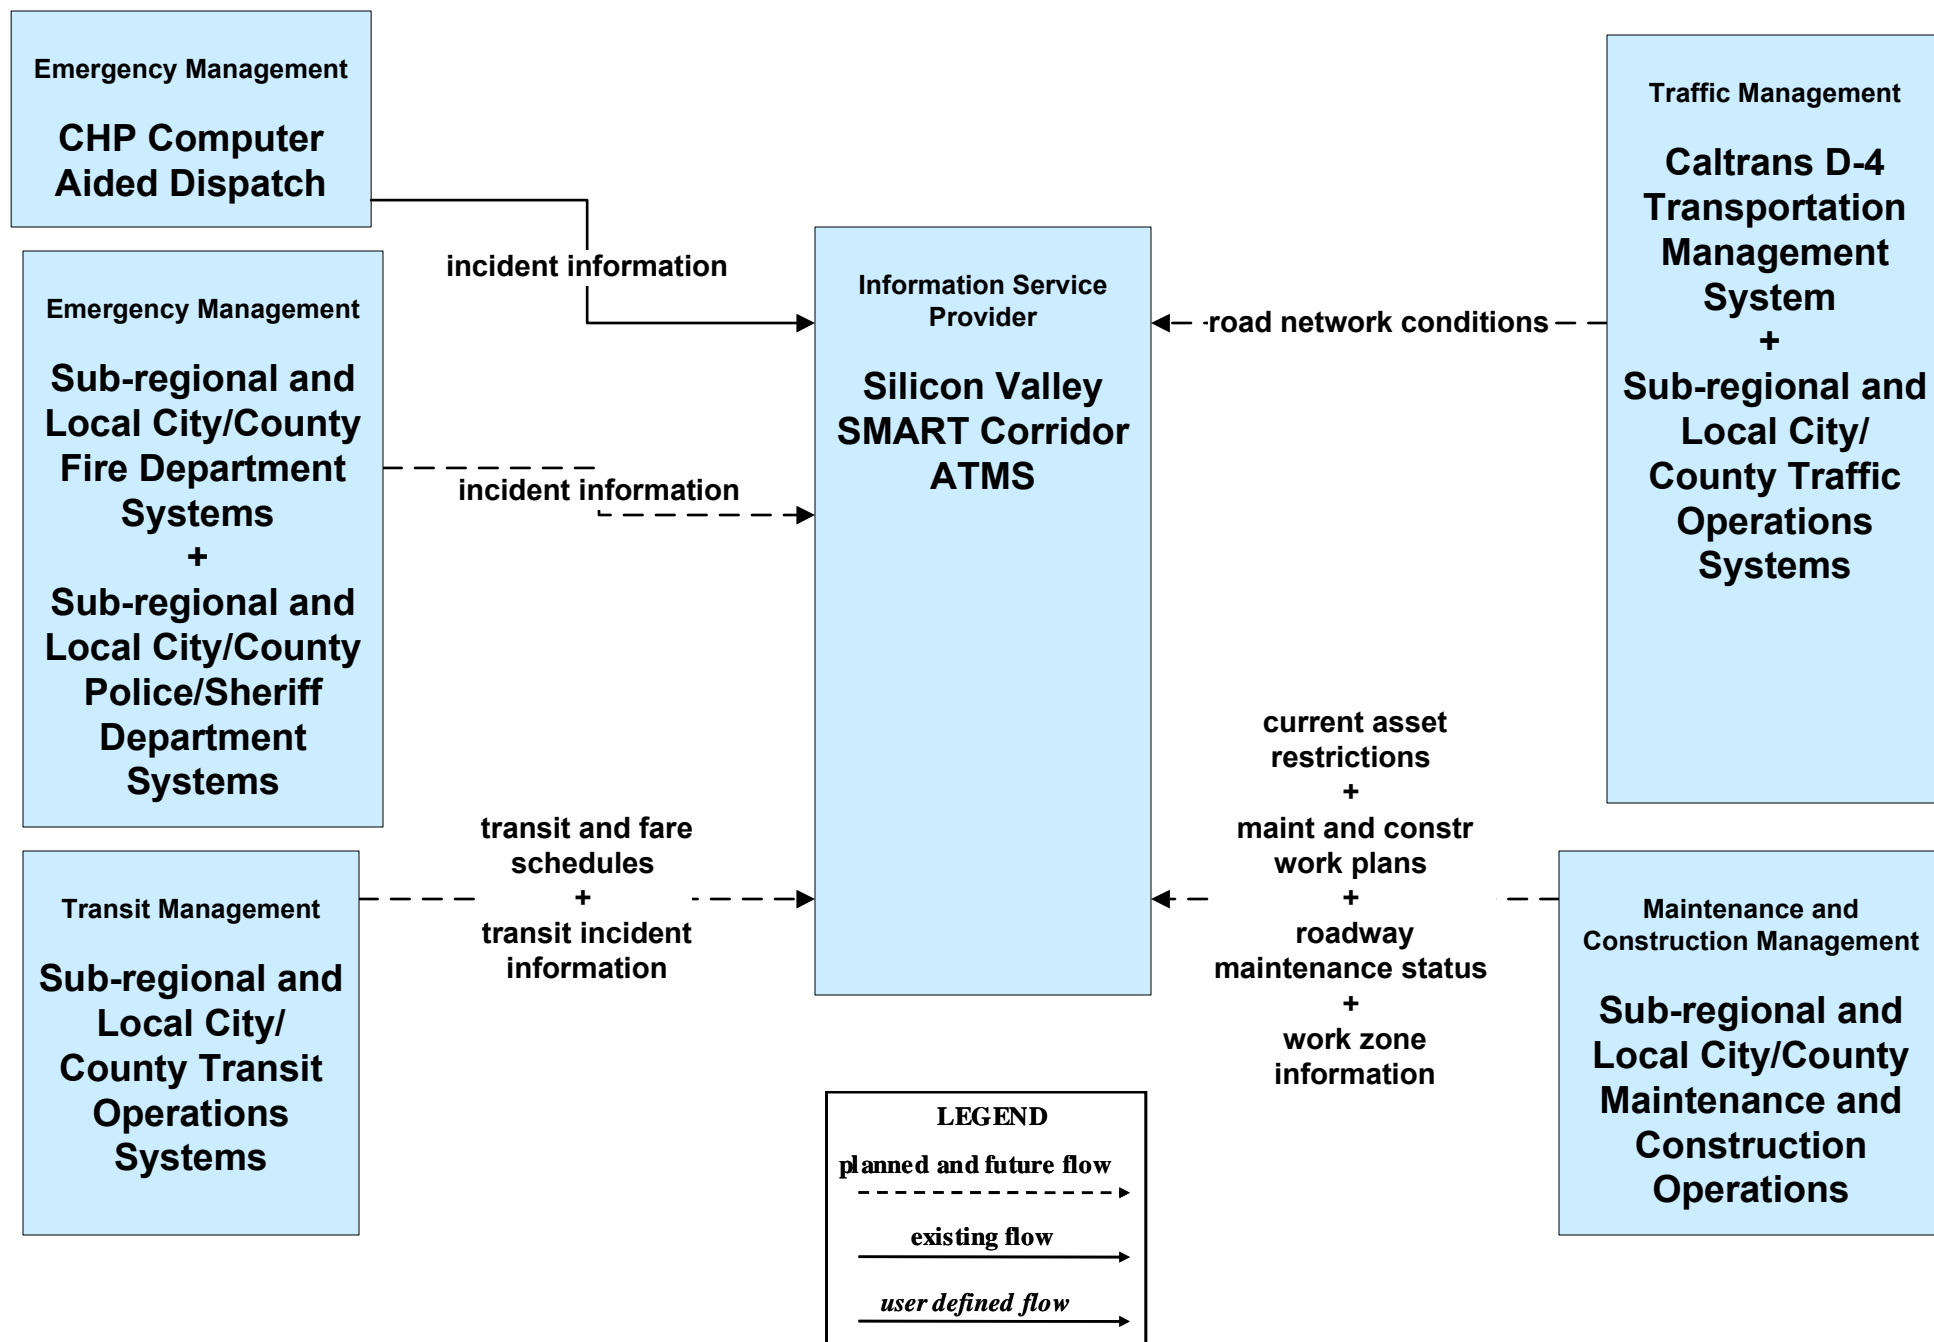 Emergency Management
CHP Computer
Aided Dispatch
Emergency Management
Sub-regional and
Local City/County
Fire Department
Systems
+
Sub-regional and
Local City/County
Police/Sheriff
Department
Systems
Transit Management
Sub-regional and
Local City/
County Transit
Operations
Systems
incident information
incident information
transit and fare
schedules
+
transit incident
information
Information Service
Provider
Silicon Valley
SMART Corridor
ATMS
road network conditions
current asset
restrictions
+
maint and constr
work plans
+
roadway
maintenance status
+
work zone
information
Traffic Management
Caltrans D-4
Transportation
Management
System
+
Sub-regional and
Local City/
County Traffic
Operations
Systems
Maintenance and
Construction Management
Sub-regional and
Local City/County
Maintenance and
Construction
Operations
LEGEND
planned and future flow
existing flow
user defined flow